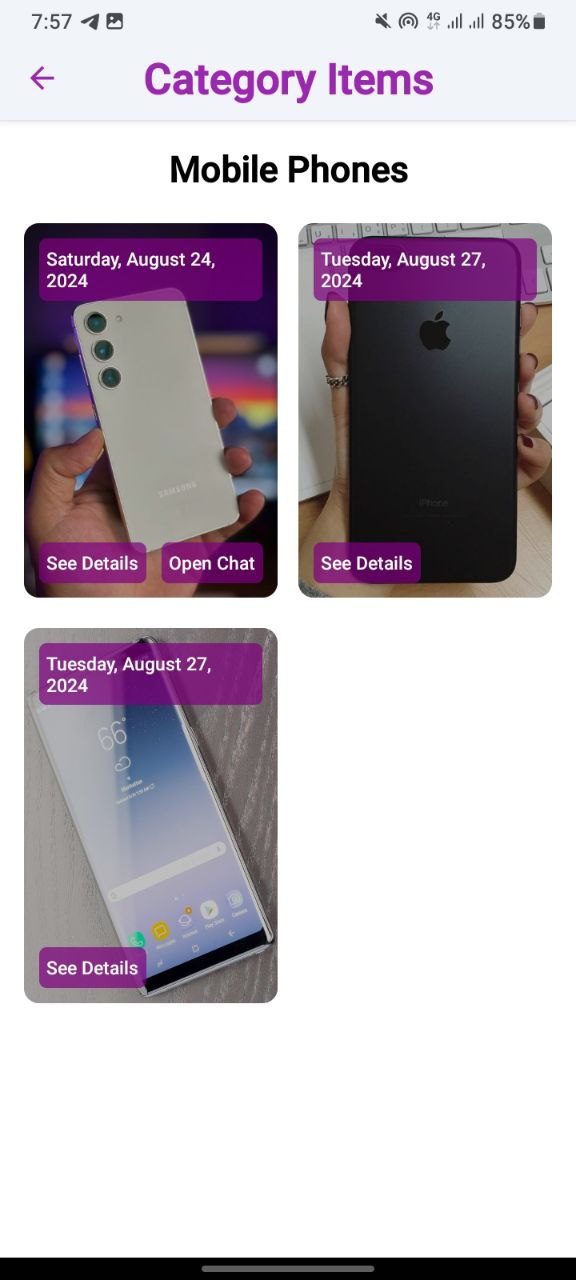 7:57
4G
85%
Category Items
Mobile Phones
Saturday, August 24,
2024
SAMSUNG
See Details
Open Chat
Tuesday, August 27,
2024
iPhone
See Details
Tuesday, August 27,
2024
66°
See Details